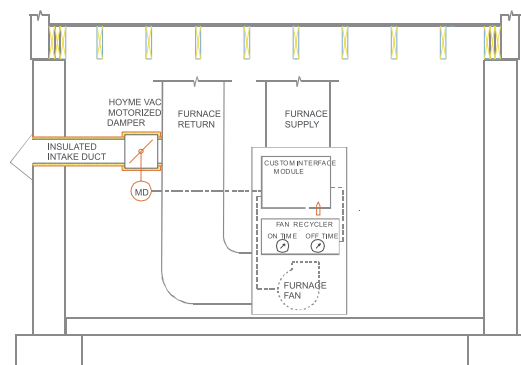 HOYME VAC
MOTORIZED
DAMPER
FURNACE
RETURN
FURNACE
SUPPLY
INSULATED
INTAKE DUCT
CUSTOM INTERFACE
MODULE
MD
FAN RECYCLER
ON TIME OFF TIME
FURNACE
FAN